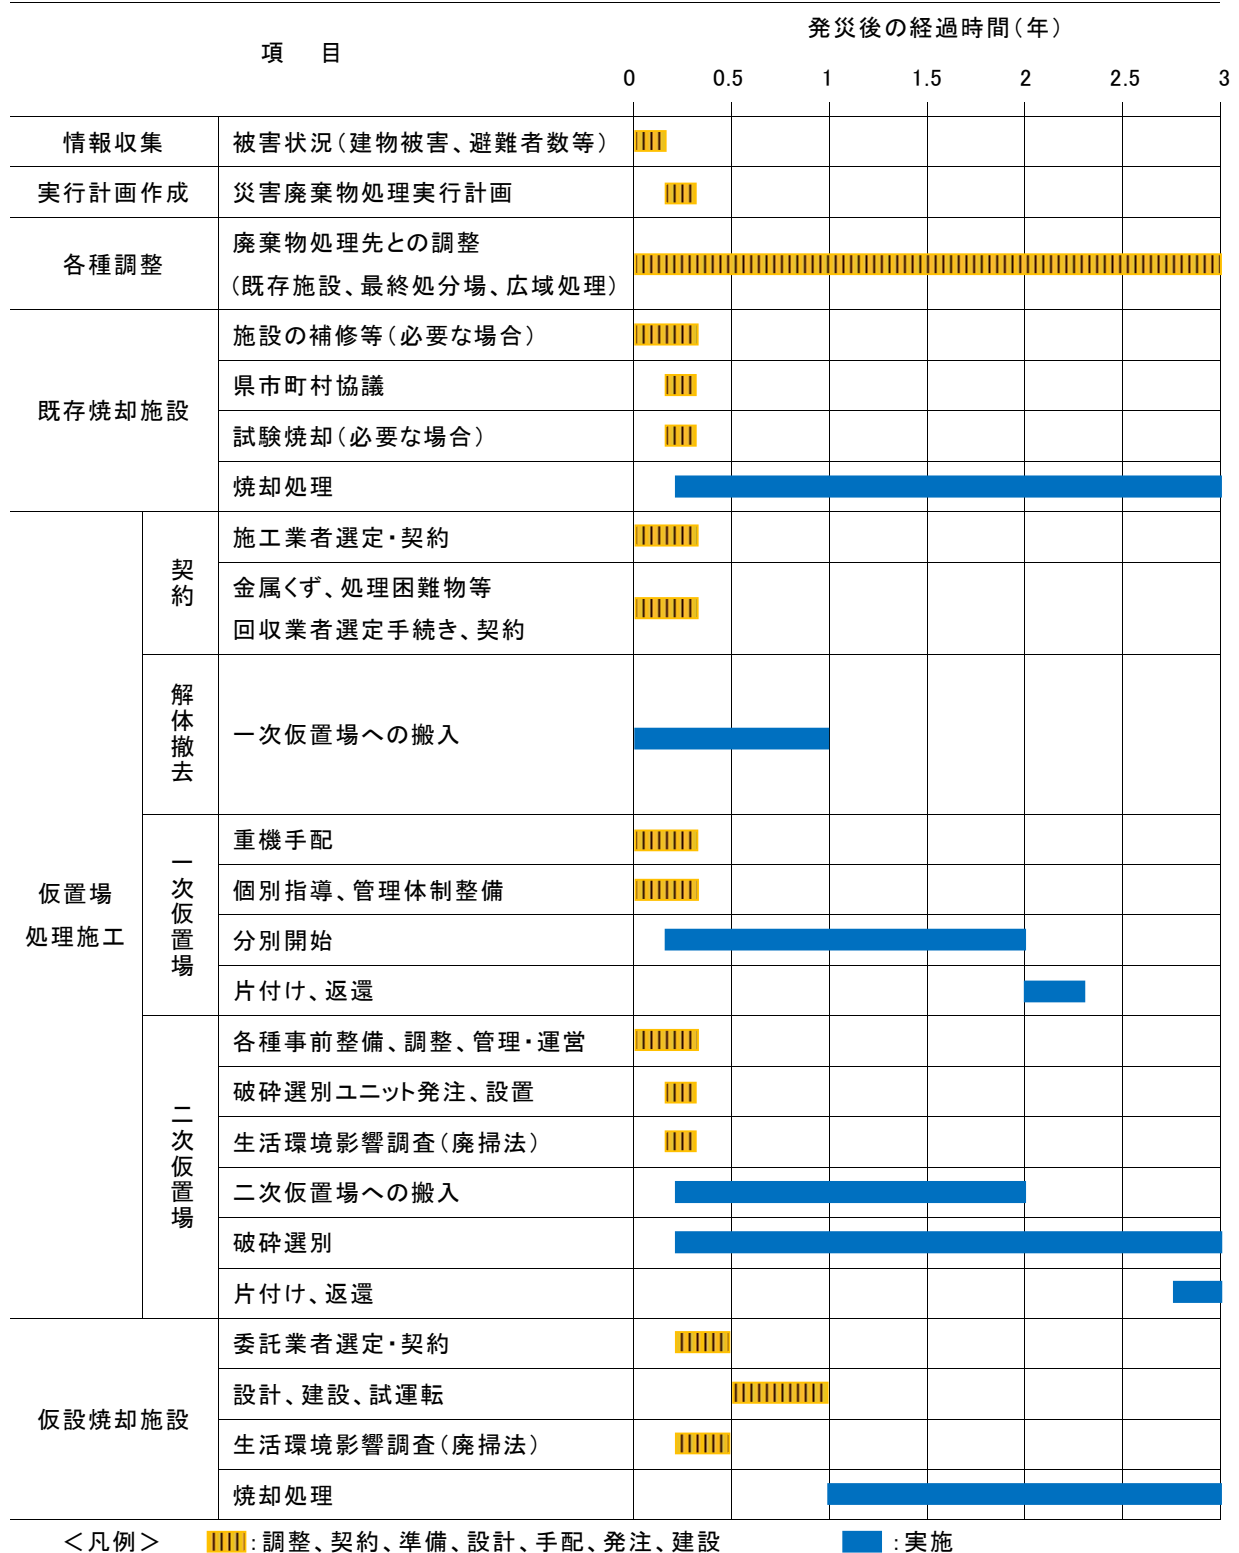 発災後の経過時間(年)
項 目
0 0.5 1 1.5 2 2.5 3
情報収集 被害状況(建物被害、避難者数等)
実行計画作成 災害廃棄物処理実行計画
各種調整
廃棄物処理先との調整
(既存施設、最終処分場、広域処理)
既存焼却施設
施設の補修等(必要な場合)
県市町村協議
試験焼却(必要な場合)
焼却処理
仮置場
処理施工
契約
施工業者選定・契約
金属くず、処理困難物等
回収業者選定手続き、契約
解体撤去
一次仮置場への搬入
一次仮置場
重機手配
個別指導、管理体制整備
分別開始
片付け、返還
二次仮置場
各種事前整備、調整、管理・運営
破砕選別ユニット発注、設置
生活環境影響調査(廃掃法)
二次仮置場への搬入
破砕選別
片付け、返還
仮設焼却施設
委託業者選定・契約
設計、建設、試運転
生活環境影響調査(廃掃法)
焼却処理
<凡例> :調整、契約、準備、設計、手配、発注、建設 :実施